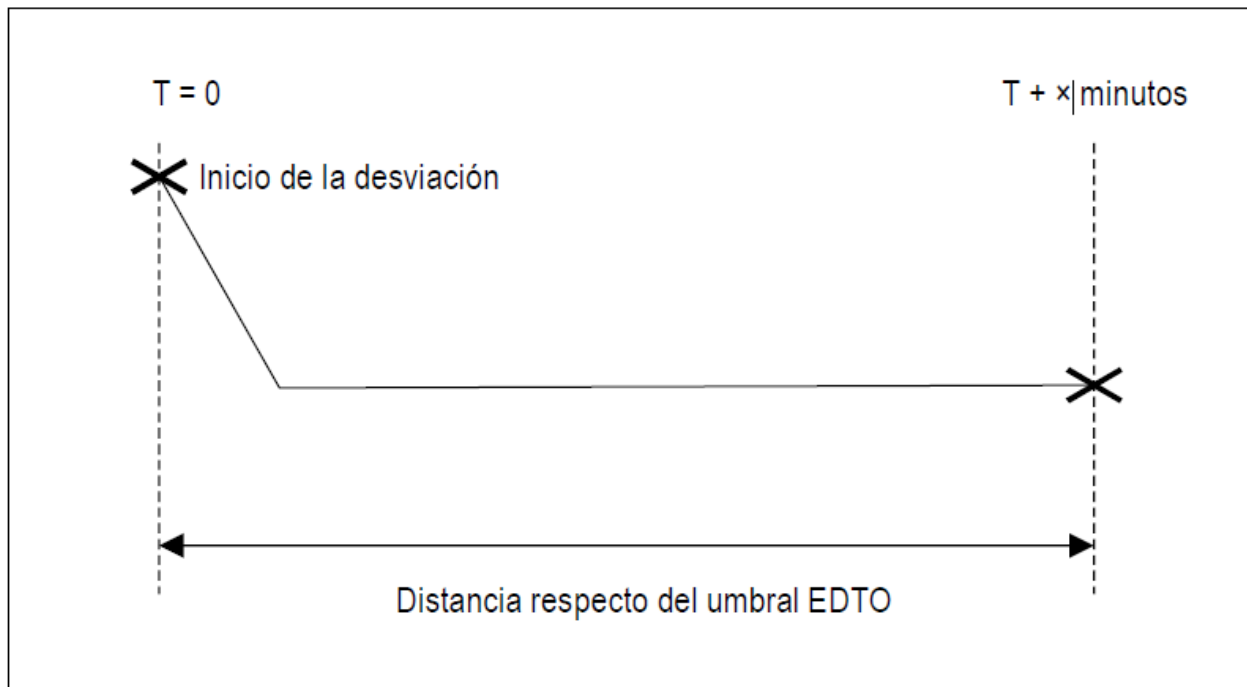 T = 0
T + ×| minutos
Inicio de la desviación
Distancia respecto del umbral EDTO